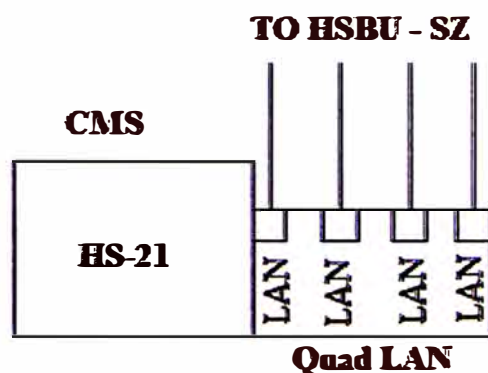 TO HSBU - SZ
CMS
HS-21
LAN
LAN
LAN
LAN
Quad LAN